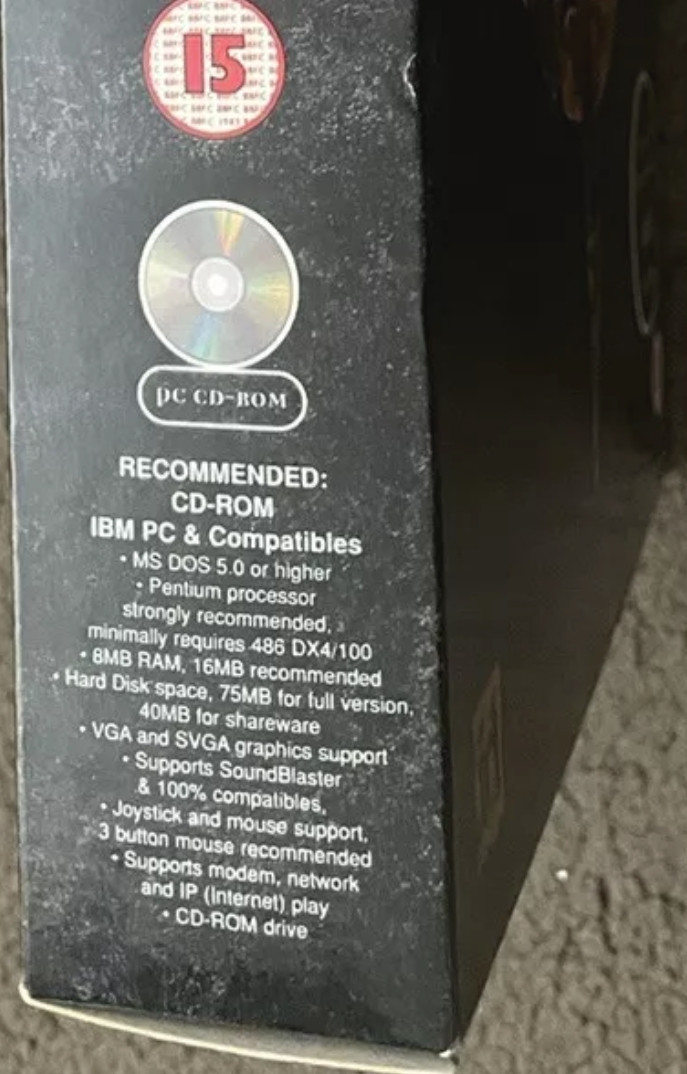 15
PC CD-ROM
RECOMMENDED:
CD-ROM
IBM PC & Compatibles
• MS DOS 5.0 or higher
• Pentium processor
strongly recommended,
minimally requires 486 DX4/100
• 8MB RAM, 16MB recommended
• Hard Disk space, 75MB for full version,
40MB for shareware
• VGA and SVGA graphics support
• Supports SoundBlaster
& 100% compatibles,
• Joystick and mouse support,
3 button mouse recommended
• Supports modem, network
and IP (Internet) play
• CD-ROM drive